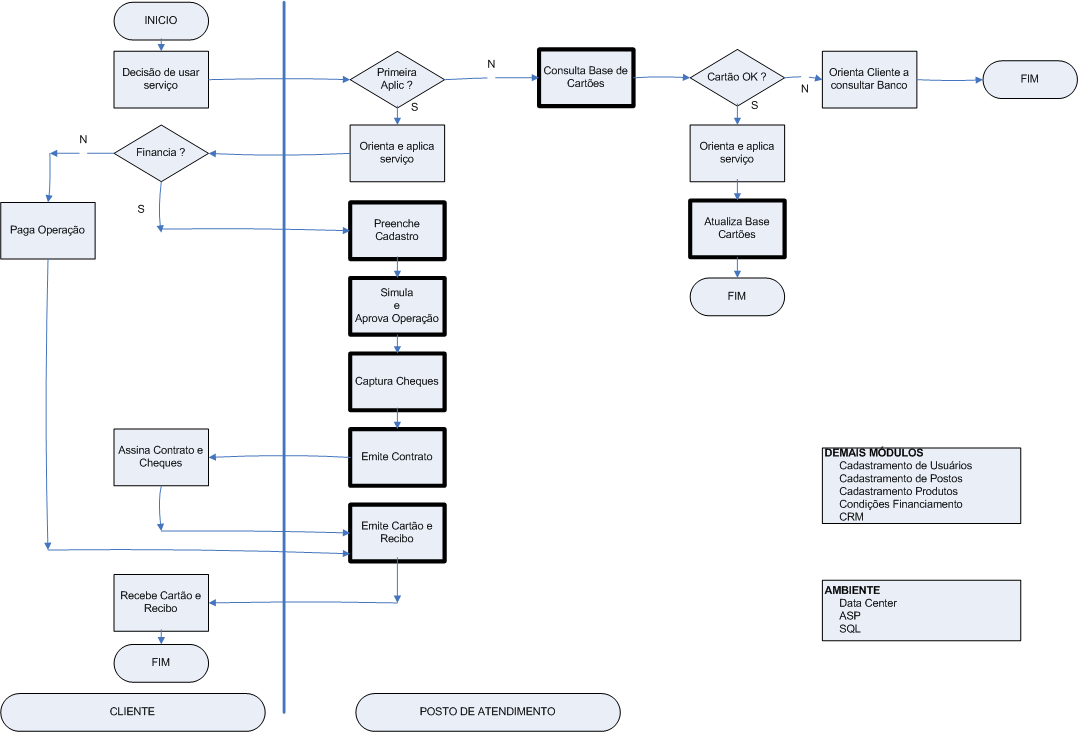 INICIO
Decisão de usar
serviço
Primeira
Aplic ?
N
S
Consulta Base de
Cartões
Cartão OK ?
N
S
Orienta Cliente a
consultar Banco
FIM
Orienta e aplica
serviço
Atualiza Base
Cartões
FIM
Orienta e aplica
serviço
Financia ?
N
S
Paga Operação
Preenche
Cadastro
Simula
e
Aprova Operação
Captura Cheques
Emite Contrato
Assina Contrato e
Cheques
Emite Cartão e
Recibo
Recebe Cartão e
Recibo
FIM
DEMAIS MÓDULOS
Cadastramento de Usuários
Cadastramento de Postos
Cadastramento Produtos
Condições Financiamento
CRM
AMBIENTE
Data Center
ASP
SQL
CLIENTE
POSTO DE ATENDIMENTO